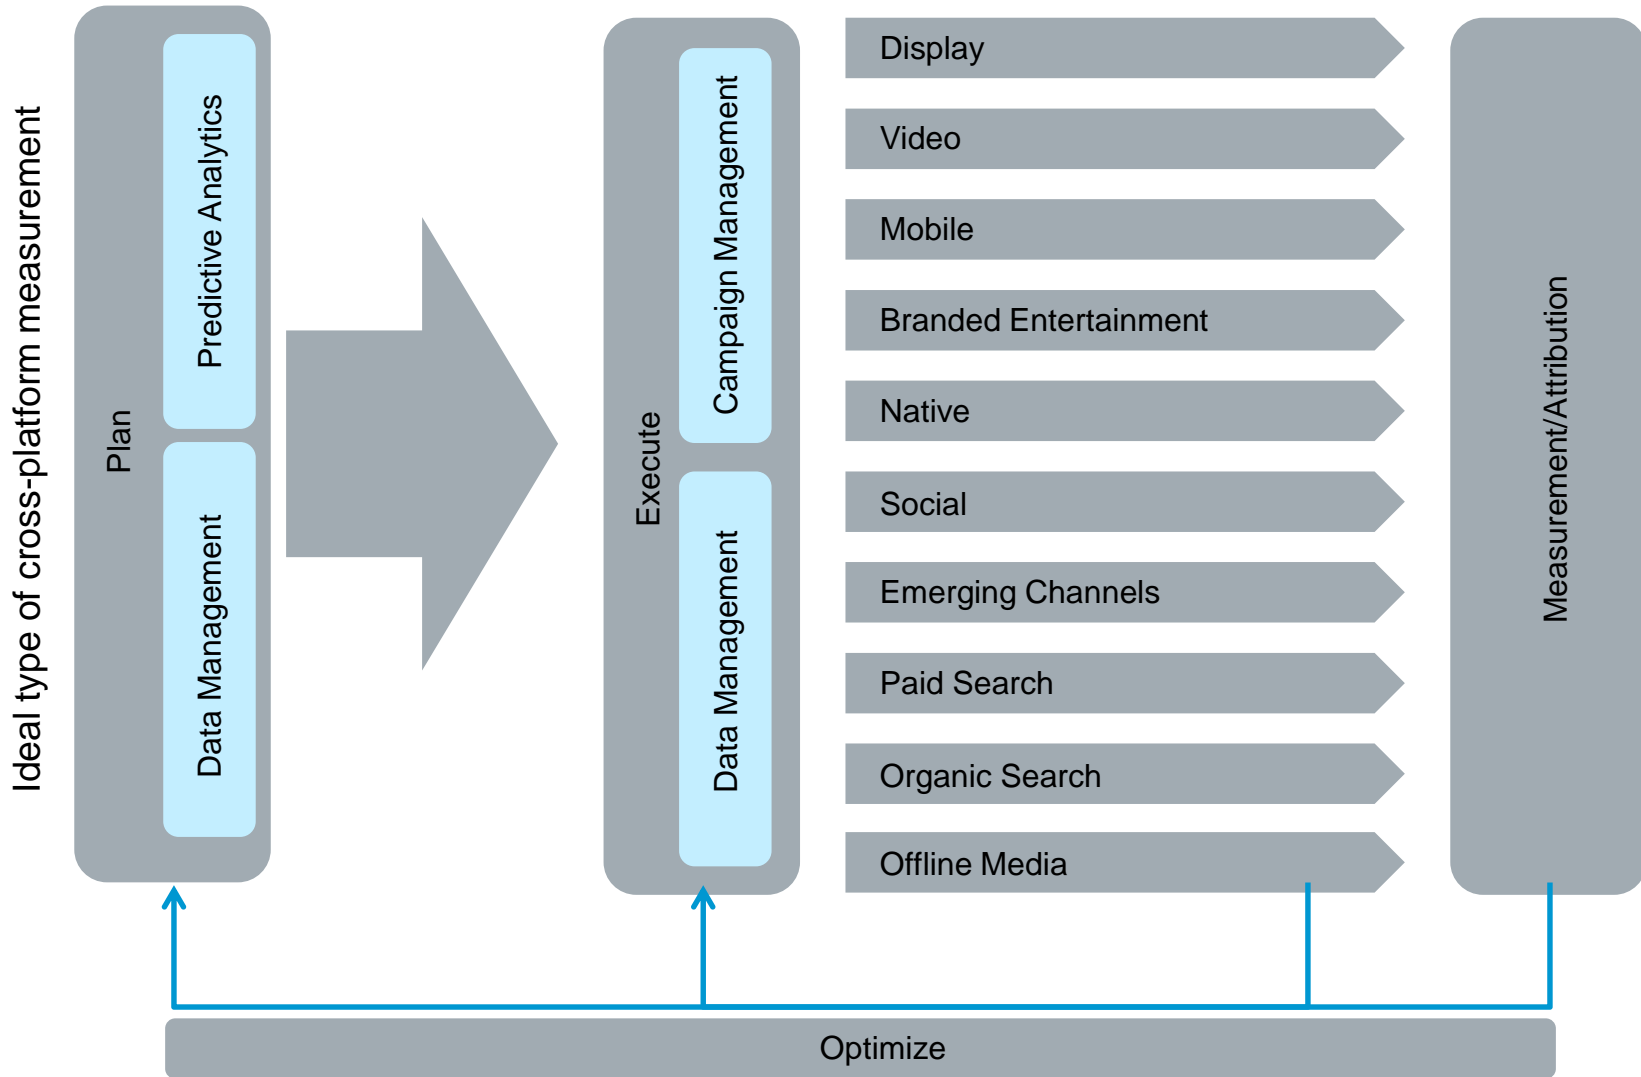 Ideal type of cross-platform measurement
Plan
Predictive Analytics
Data Management
Execute
Campaign Management
Data Management
Display
Video
Mobile
Branded Entertainment
Native
Social
Emerging Channels
Paid Search
Organic Search
Offline Media
Measurement/Attribution
Optimize